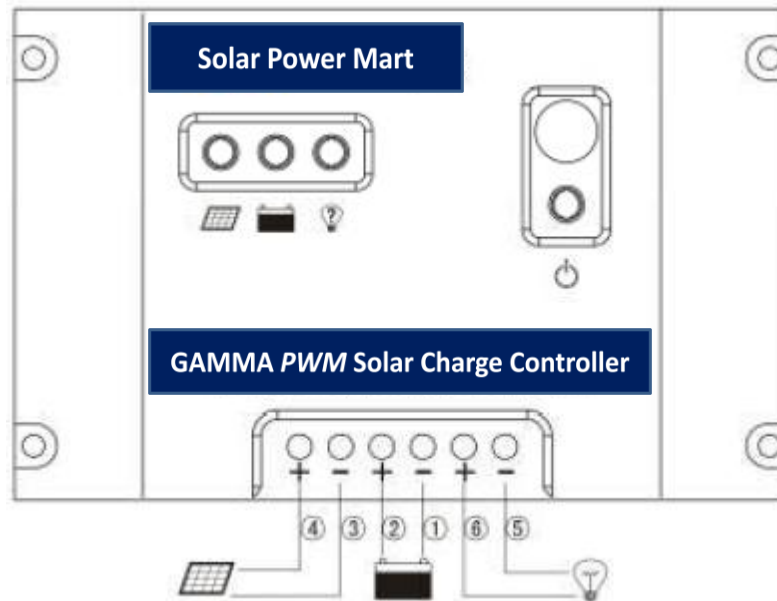 Solar Power Mart
?
GAMMA PWM Solar Charge Controller
+ − + − + −
④ ③ ② ① ⑥ ⑤